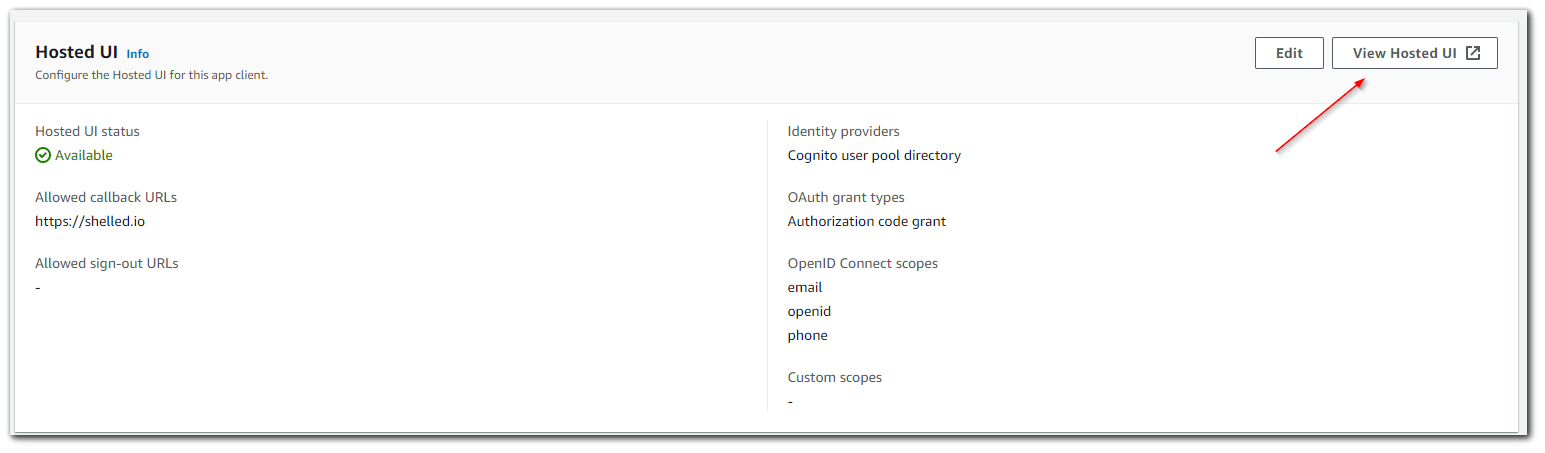 Hosted UI Info
Edit
View Hosted UI
Configure the Hosted UI for this app client.
Hosted UI status
Available
Allowed callback URLs
https://shelled.io
Allowed sign-out URLs
-
Identity providers
Cognito user pool directory
OAuth grant types
Authorization code grant
OpenID Connect scopes
email
openid
phone
Custom scopes
-